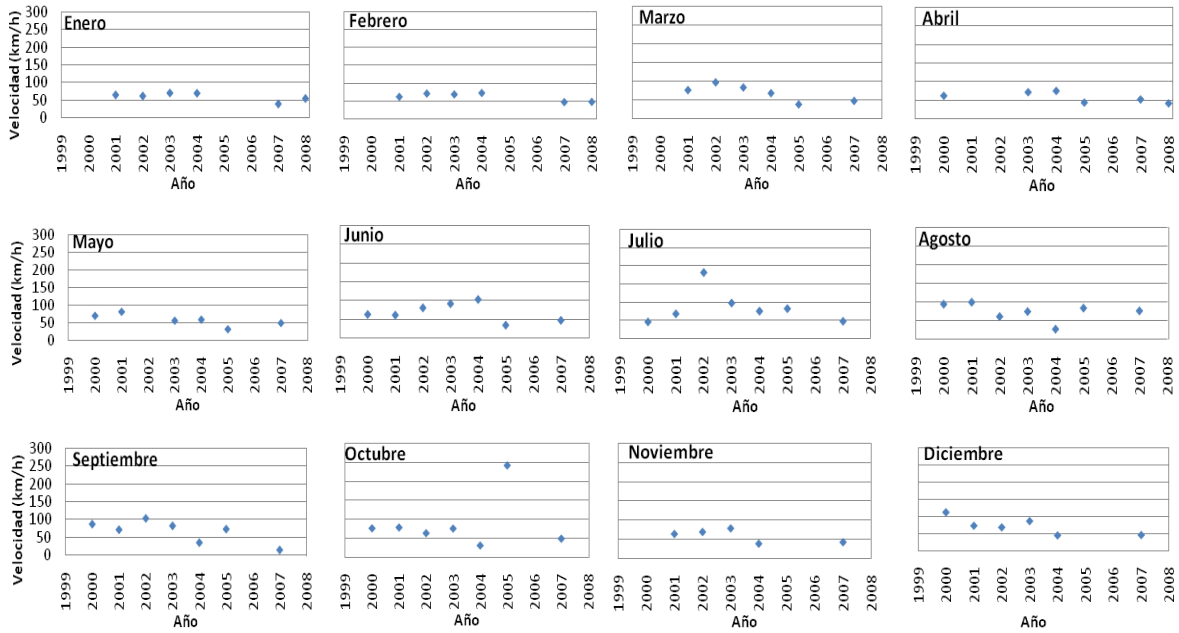 Velocidad (km/h)
300
250
200
150
100
50
0
Enero
1999 2000 2001 2002 2003 2004 2005 2006 2007 2008
Año
Febrero
1999 2000 2001 2002 2003 2004 2005 2006 2007 2008
Año
Marzo
1999 2000 2001 2002 2003 2004 2005 2006 2007 2008
Año
Abril
1999 2000 2001 2002 2003 2004 2005 2006 2007 2008
Año
Velocidad (km/h)
300
250
200
150
100
50
0
Mayo
1999 2000 2001 2002 2003 2004 2005 2006 2007 2008
Año
Junio
1999 2000 2001 2002 2003 2004 2005 2006 2007 2008
Año
Julio
1999 2000 2001 2002 2003 2004 2005 2006 2007 2008
Año
Agosto
1999 2000 2001 2002 2003 2004 2005 2006 2007 2008
Año
Velocidad (km/h)
300
250
200
150
100
50
0
Septiembre
1999 2000 2001 2002 2003 2004 2005 2006 2007 2008
Año
Octubre
1999 2000 2001 2002 2003 2004 2005 2006 2007 2008
Año
Noviembre
1999 2000 2001 2002 2003 2004 2005 2006 2007 2008
Año
Diciembre
1999 2000 2001 2002 2003 2004 2005 2006 2007 2008
Año